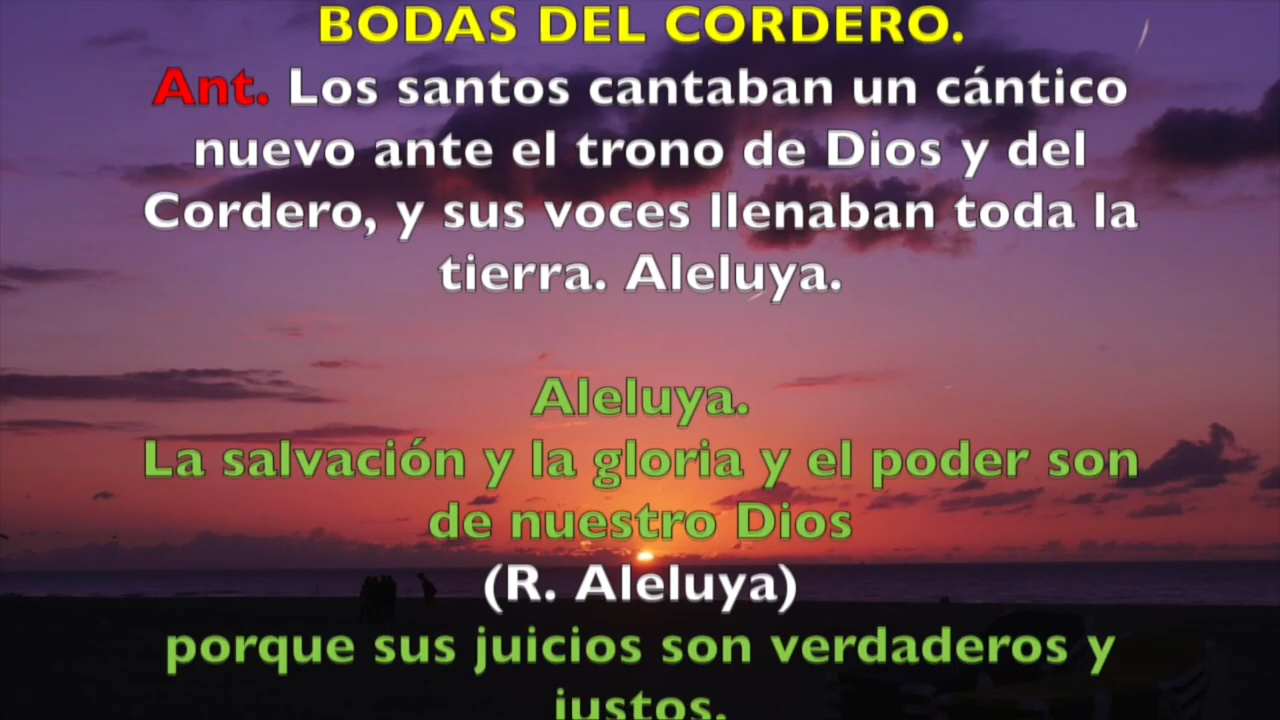 BODAS DEL CORDERO.
Ant. Los santos cantaban un cántico
nuevo ante el trono de Dios y del
Cordero, y sus voces llenaban toda la
tierra. Aleluya.
Aleluya.
La salvación y la gloria y el poder son
de nuestro Dios
(R. Aleluya)
porque sus juicios son verdaderos y
justos.